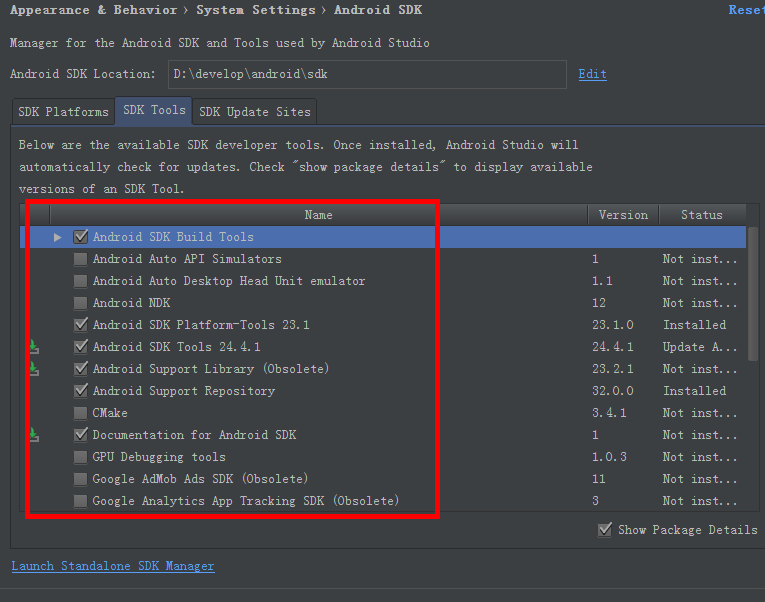 Appearance & Behavior › System Settings › Android SDK Reset
Manager for the Android SDK and Tools used by Android Studio
Android SDK Location: D:\develop\android\sdk Edit
SDK Platforms SDK Tools SDK Update Sites
Below are the available SDK developer tools. Once installed, Android Studio will
automatically check for updates. Check "show package details" to display available
versions of an SDK Tool.
Name Version Status
Android SDK Build Tools
Android Auto API Simulators 1 Not inst...
Android Auto Desktop Head Unit emulator 1.1 Not inst...
Android NDK 12 Not inst...
Android SDK Platform-Tools 23.1 23.1.0 Installed
Android SDK Tools 24.4.1 24.4.1 Update A...
Android Support Library (Obsolete) 23.2.1 Not inst...
Android Support Repository 32.0.0 Installed
CMake 3.4.1 Not inst...
Documentation for Android SDK 1 Not inst...
GPU Debugging tools 1.0.3 Not inst...
Google AdMob Ads SDK (Obsolete) 11 Not inst...
Google Analytics App Tracking SDK (Obsolete) 3 Not inst...
Show Package Details
Launch Standalone SDK Manager